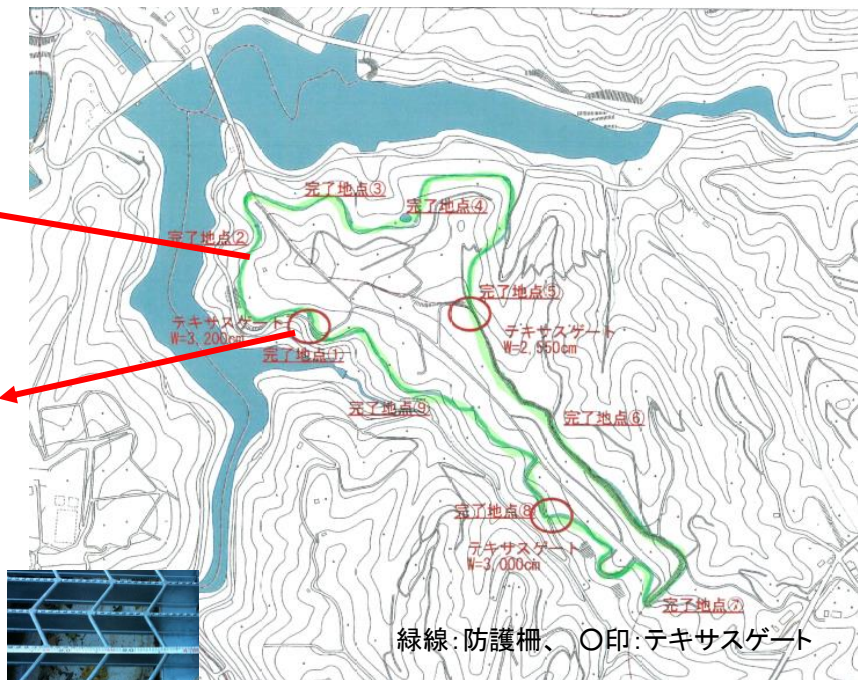 完了地点③
完了地点④
完了地点②
完了地点⑤
テキサスゲート
W=3,200cm
テキサスゲート
W=2,550cm
完了地点①
完了地点⑨
完了地点⑥
完了地点⑧
テキサスゲート
W=3,000cm
完了地点⑦
緑線:防護柵、 〇印:テキサスゲート